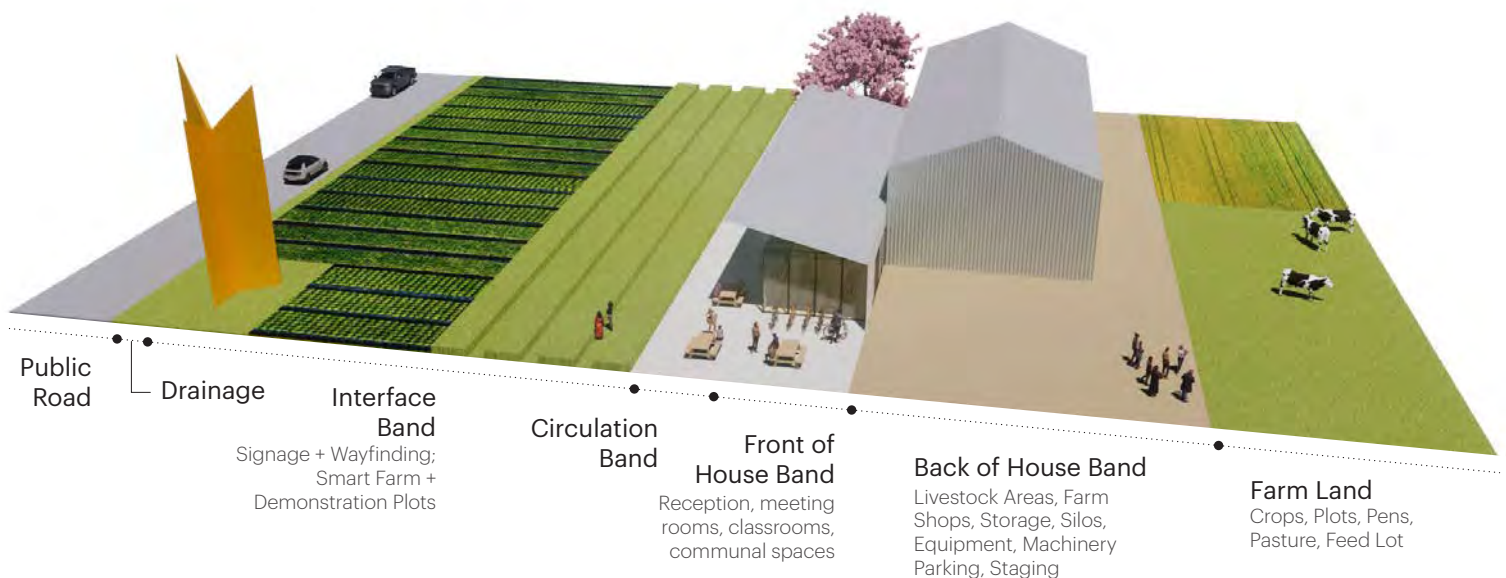 Public
Road
Drainage
Interface
Band
Signage + Wayfinding;
Smart Farm +
Demonstration Plots
Circulation
Band
Front of
House Band
Reception, meeting
rooms, classrooms,
communal spaces
Back of House Band
Livestock Areas, Farm
Shops, Storage, Silos,
Equipment, Machinery
Parking, Staging
Farm Land
Crops, Plots, Pens,
Pasture, Feed Lot